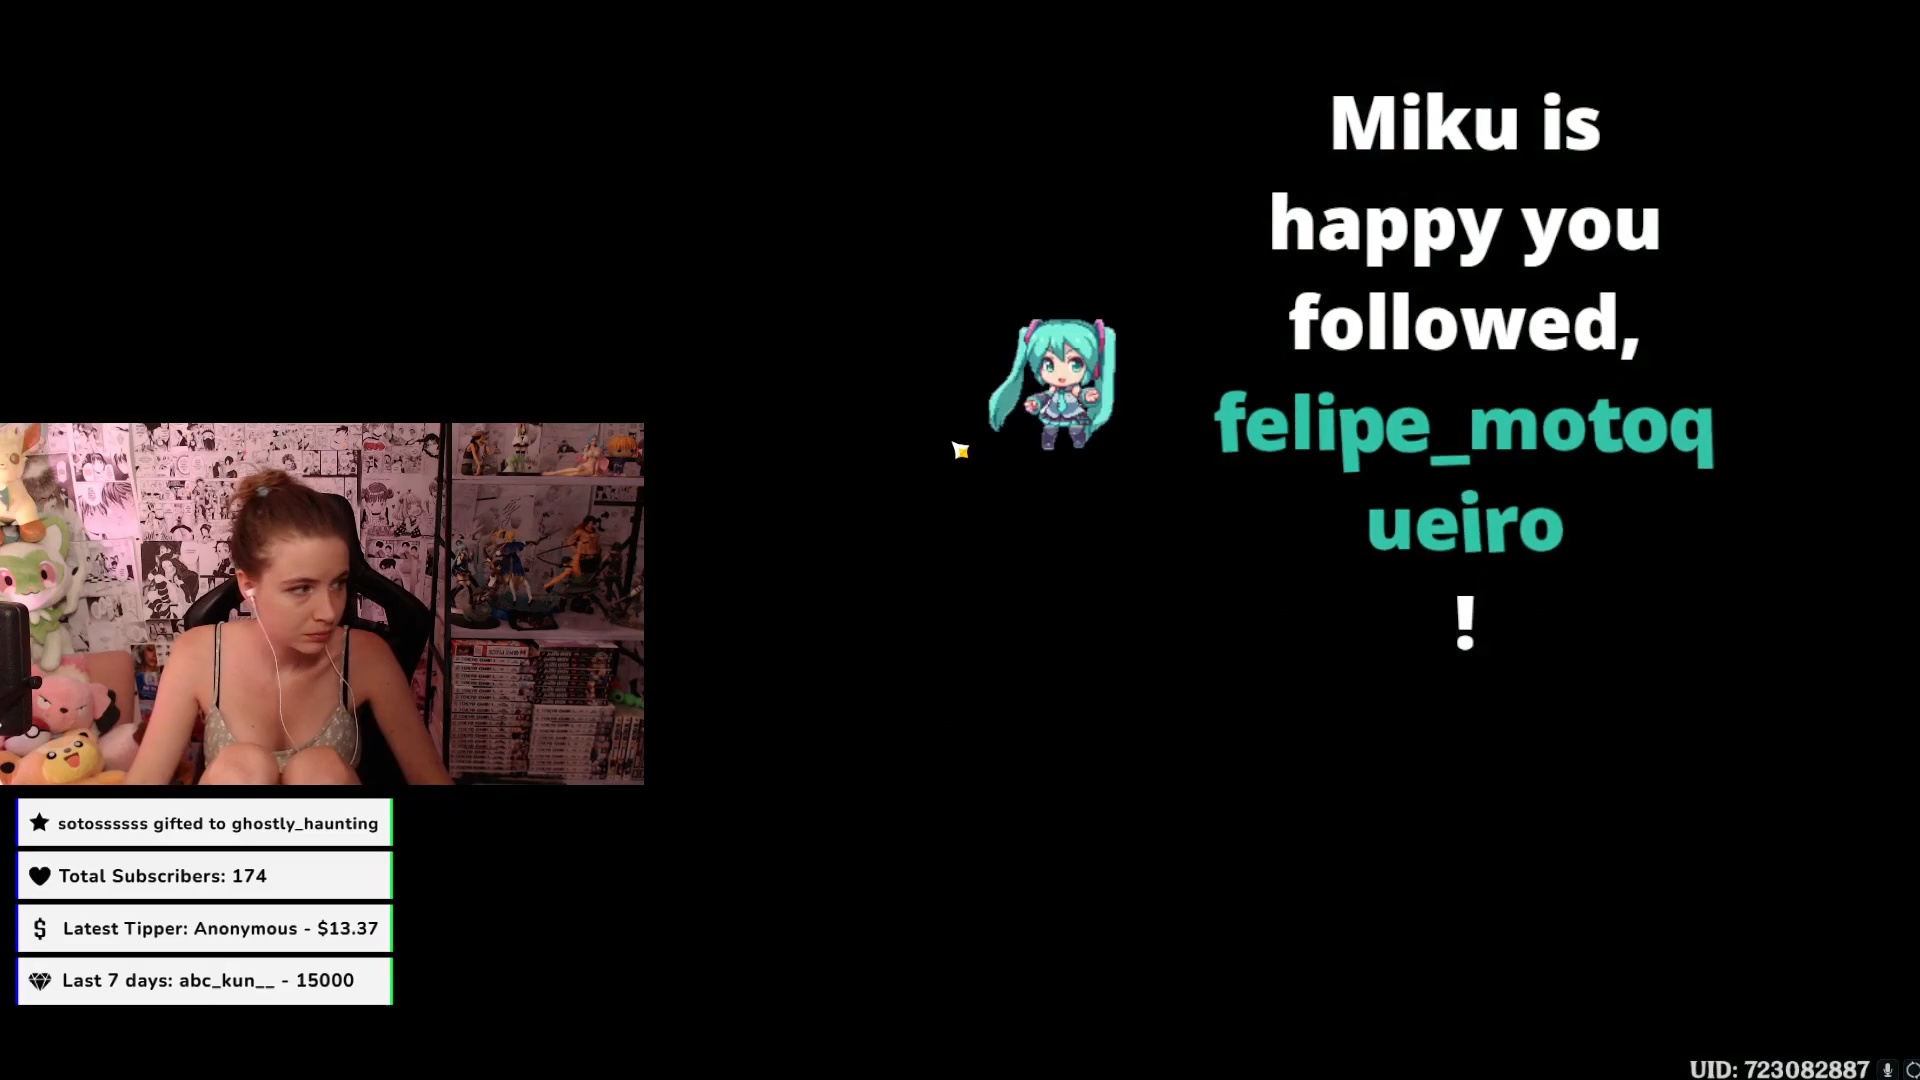 Miku is
happy you
followed,
felipe_motoq
ueiro
!
sotossssss gifted to ghostly_haunting
Total Subscribers: 174
Latest Tipper: Anonymous - $13.37
Last 7 days: abc_kun__ - 15000
UID: 723082887